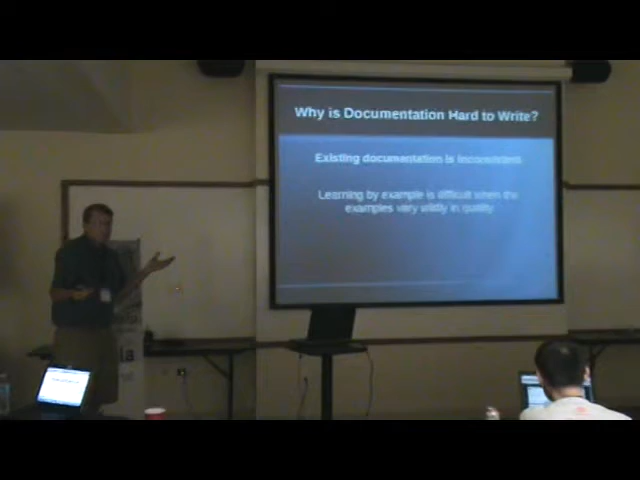 Why is Documentation Hard to Write?
Existing documentation is inconsistent
Learning by example is difficult when the
examples vary wildly in quality
la